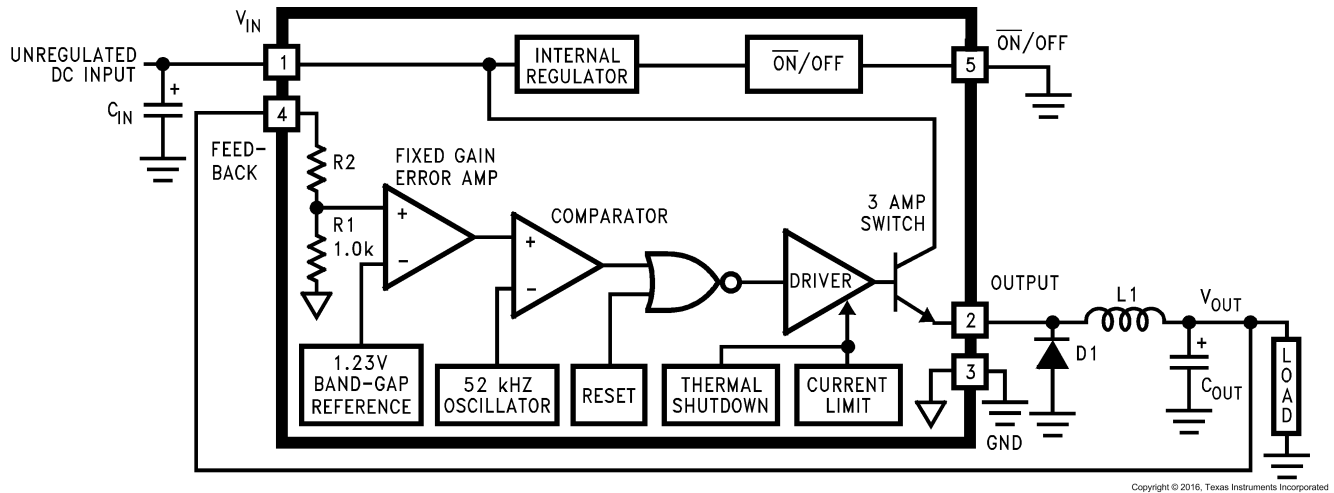 V_IN
UNREGULATED
DC INPUT
+
C_IN
1
4
FEED-
BACK
INTERNAL
REGULATOR
ON/OFF
5
ON/OFF
R2
R1
1.0k
FIXED GAIN
ERROR AMP
+
−
COMPARATOR
+
−
DRIVER
3 AMP
SWITCH
OUTPUT
2
3
GND
L1
D1
V_OUT
+
C_OUT
LOAD
1.23V
BAND-GAP
REFERENCE
52 kHZ
OSCILLATOR
RESET
THERMAL
SHUTDOWN
CURRENT
LIMIT
Copyright © 2016, Texas Instruments Incorporated